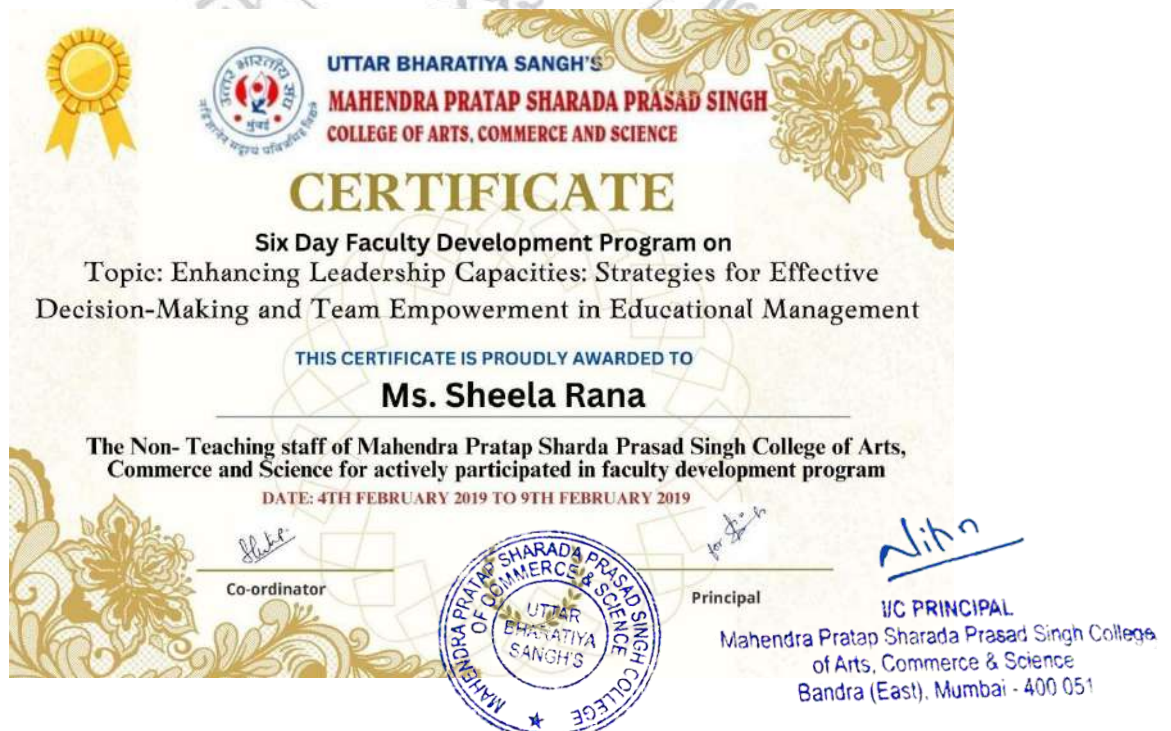 उत्तर भारतीय संघ
मुंबई
UTTAR BHARATIYA SANGH'S
MAHENDRA PRATAP SHARADA PRASAD SINGH
COLLEGE OF ARTS, COMMERCE AND SCIENCE
CERTIFICATE
Six Day Faculty Development Program on
Topic: Enhancing Leadership Capacities: Strategies for Effective
Decision-Making and Team Empowerment in Educational Management
THIS CERTIFICATE IS PROUDLY AWARDED TO
Ms. Sheela Rana
The Non- Teaching staff of Mahendra Pratap Sharda Prasad Singh College of Arts,
Commerce and Science for actively participated in faculty development program
DATE: 4TH FEBRUARY 2019 TO 9TH FEBRUARY 2019
for
Co-ordinator
Principal
MAHENDRA PRATAP SHARADA PRASAD SINGH COLLEGE
OF COMMERCE & SCIENCE
UTTAR
BHARATIYA
SANGH'S
I/C PRINCIPAL
Mahendra Pratap Sharada Prasad Singh College
of Arts, Commerce & Science
Bandra (East), Mumbai - 400 051